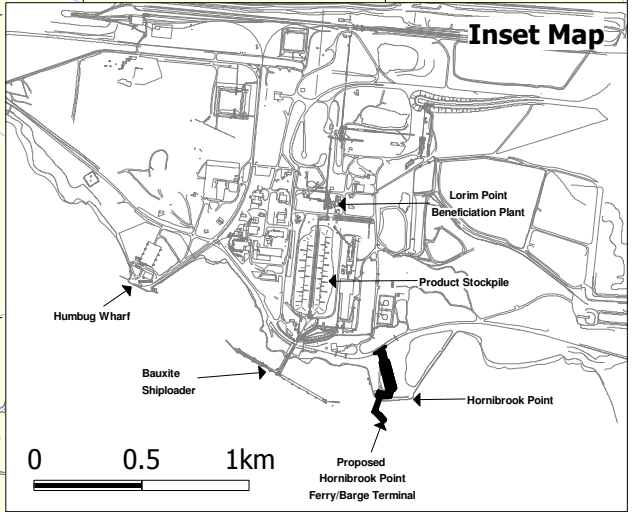 Inset Map
Lorim Point
Beneficiation Plant
Product Stockpile
Humbug Wharf
Bauxite
Shiploader
Hornibrook Point
Proposed
Hornibrook Point
Ferry/Barge Terminal
0 0.5 1km